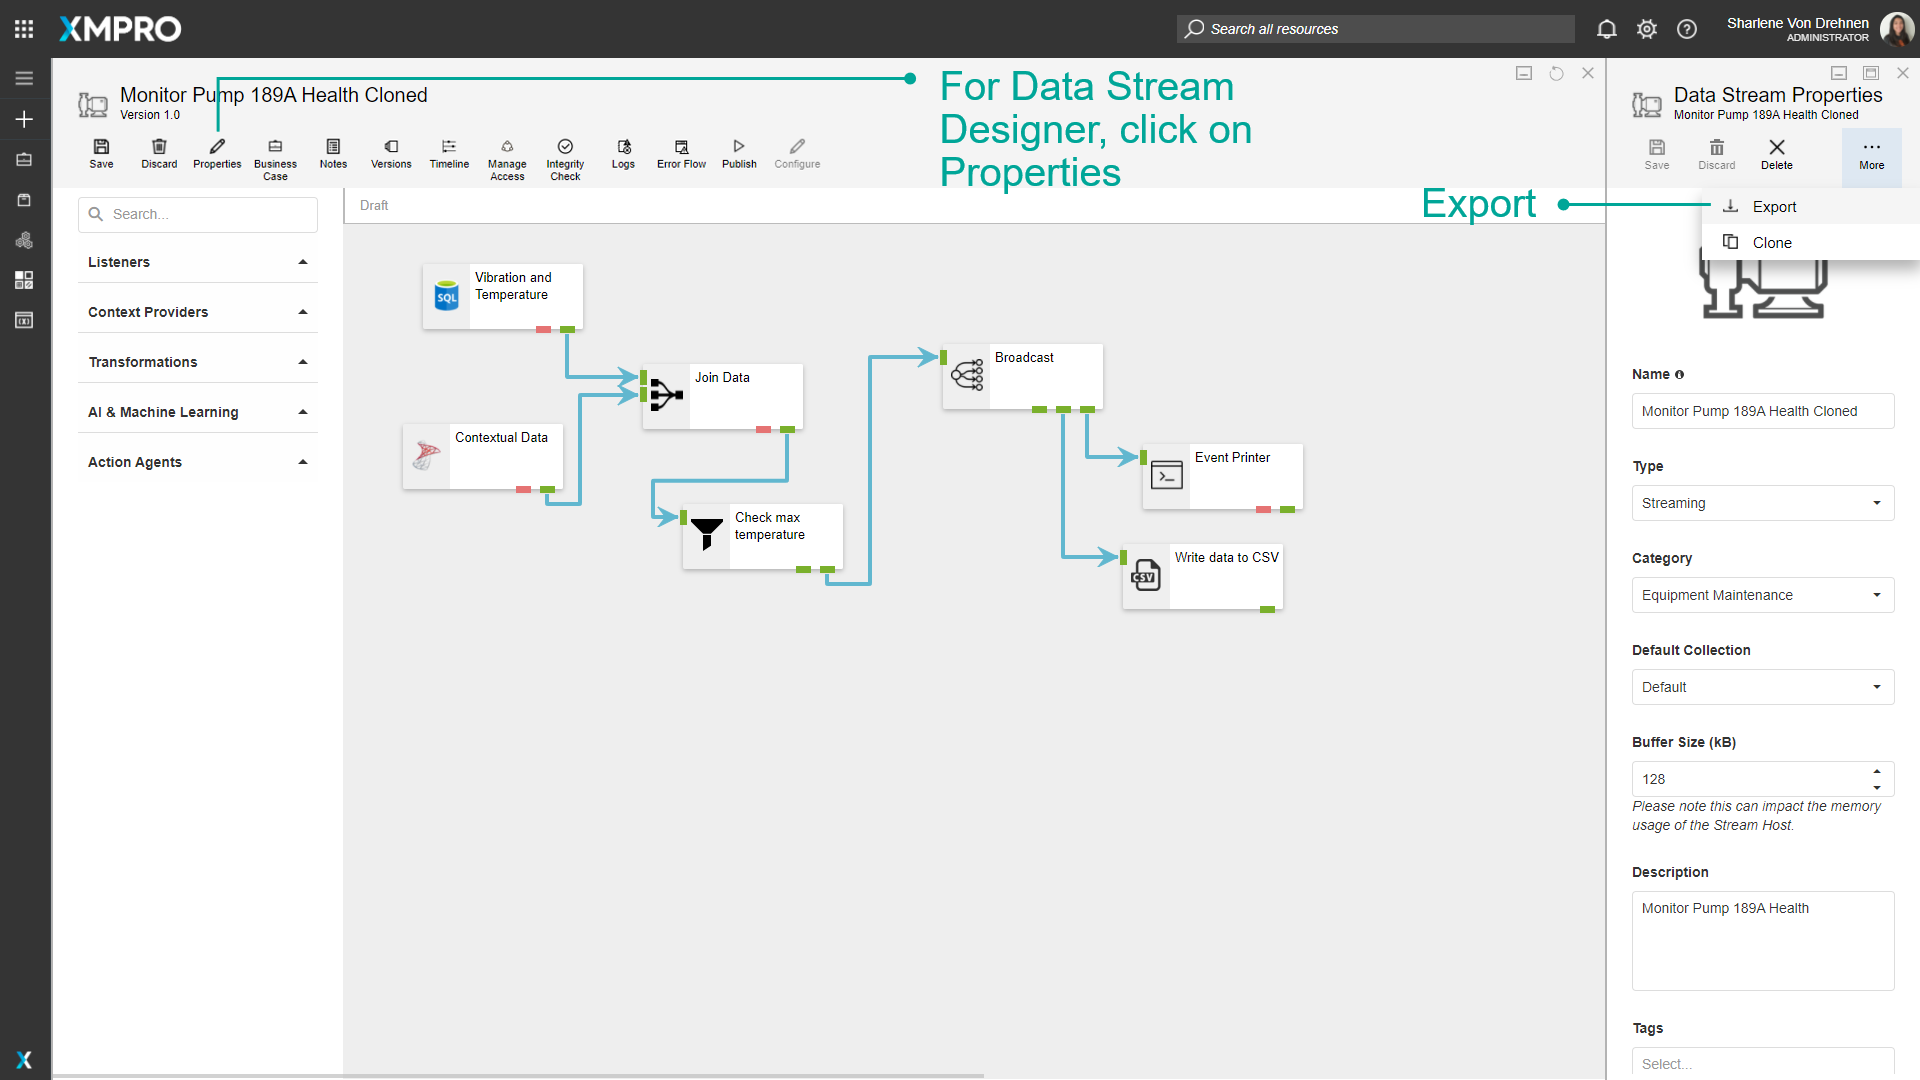 XMPRO
Search all resources
Sharlene Von Drehnen
ADMINISTRATOR
Monitor Pump 189A Health Cloned
Version 1.0
Save
Discard
Properties
Business
Case
Notes
Versions
Timeline
Manage
Access
Integrity
Check
Logs
Error Flow
Publish
Configure
For Data Stream
Designer, click on
Properties
Export
Data Stream Properties
Monitor Pump 189A Health Cloned
Save
Discard
Delete
More
Export
Clone
Search...
Listeners
Context Providers
Transformations
AI & Machine Learning
Action Agents
Draft
SQL
Vibration and
Temperature
Contextual Data
Join Data
Check max
temperature
Broadcast
Event Printer
CSV
Write data to CSV
Name
Monitor Pump 189A Health Cloned
Type
Streaming
Category
Equipment Maintenance
Default Collection
Default
Buffer Size (kB)
128
Please note this can impact the memory
usage of the Stream Host.
Description
Monitor Pump 189A Health
Tags
Select...